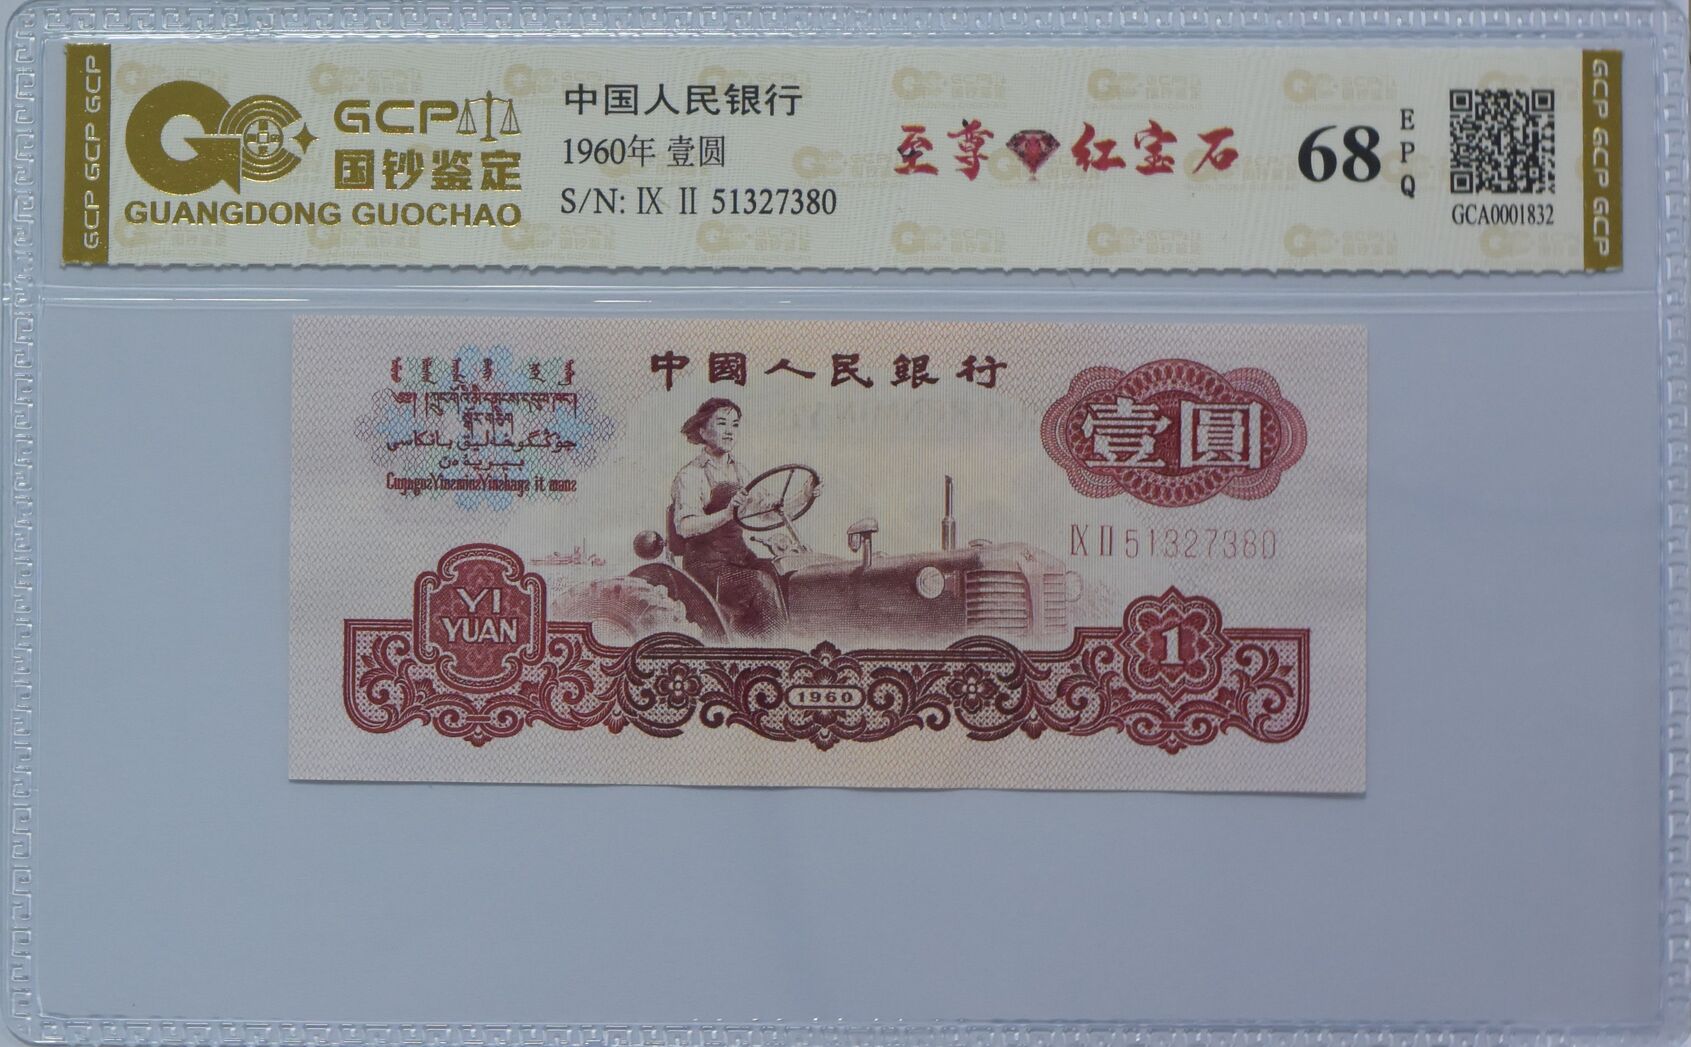 GCP GCP GCP
GCP
国钞鉴定
GUANGDONG GUOCHAO
中国人民银行
1960年 壹圆
S/N: Ⅸ Ⅱ 51327380
至尊 红宝石
68
EPQ
GCA0001832
GCP GCP GCP
中國人民銀行
壹圓
Ⅸ Ⅱ 51327380
YI
YUAN
1960
1